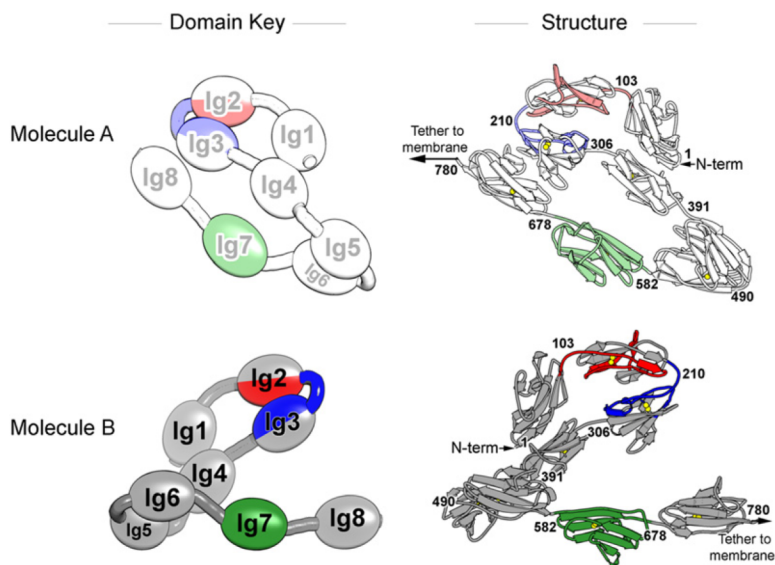 Domain Key
Structure
Molecule A
Ig2
Ig1
Ig3
Ig8
Ig4
Ig7
Ig5
Ig6
103
210
306
1
N-term
Tether to
membrane
780
391
678
582
490
Molecule B
Ig2
Ig3
Ig1
Ig4
Ig6
Ig7
Ig8
Ig5
103
210
306
1
N-term
391
490
780
582
678
Tether to
membrane